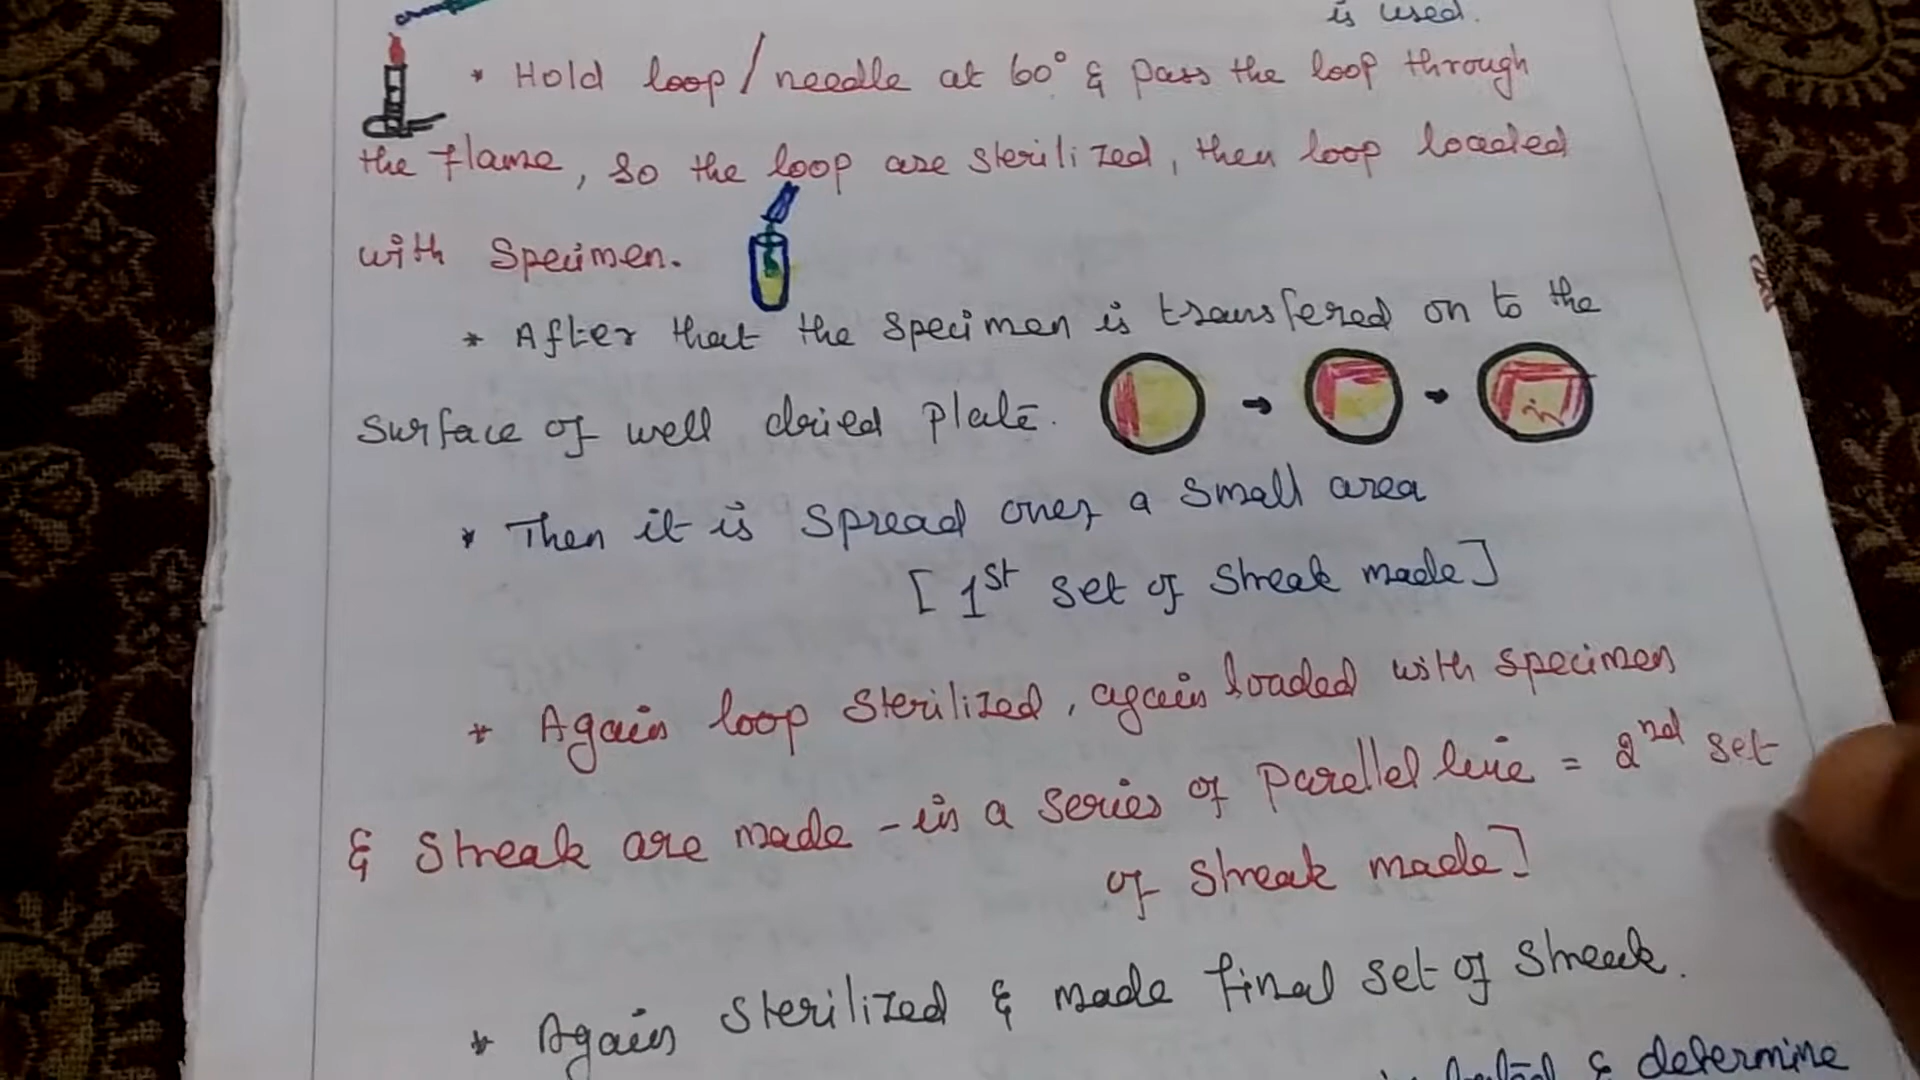 is used.
* Hold loop/needle at 60° & pass the loop through
the flame, so the loop are sterilized, then loop loaded
with Specimen.
* After that the specimen is transfered on to the
surface of well dried plate.
* Then it is spread over a small area
[ 1st set of streak made]
* Again loop sterilized, again loaded with specimen
& streak are made - in a series of parellel line = 2nd set
of streak made]
* Again sterilized & made final set of streak.
& determine